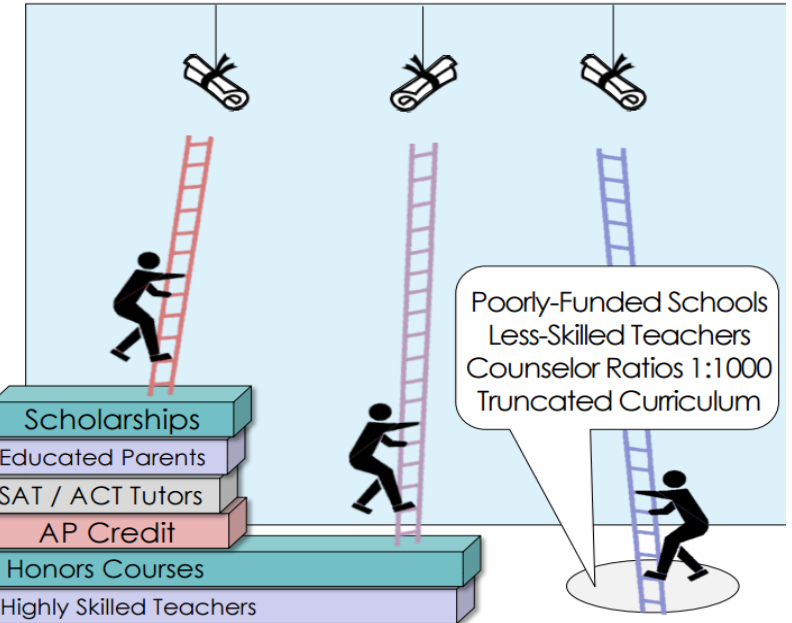 Poorly-Funded Schools
Less-Skilled Teachers
Counselor Ratios 1:1000
Truncated Curriculum
Scholarships
Educated Parents
SAT / ACT Tutors
AP Credit
Honors Courses
Highly Skilled Teachers